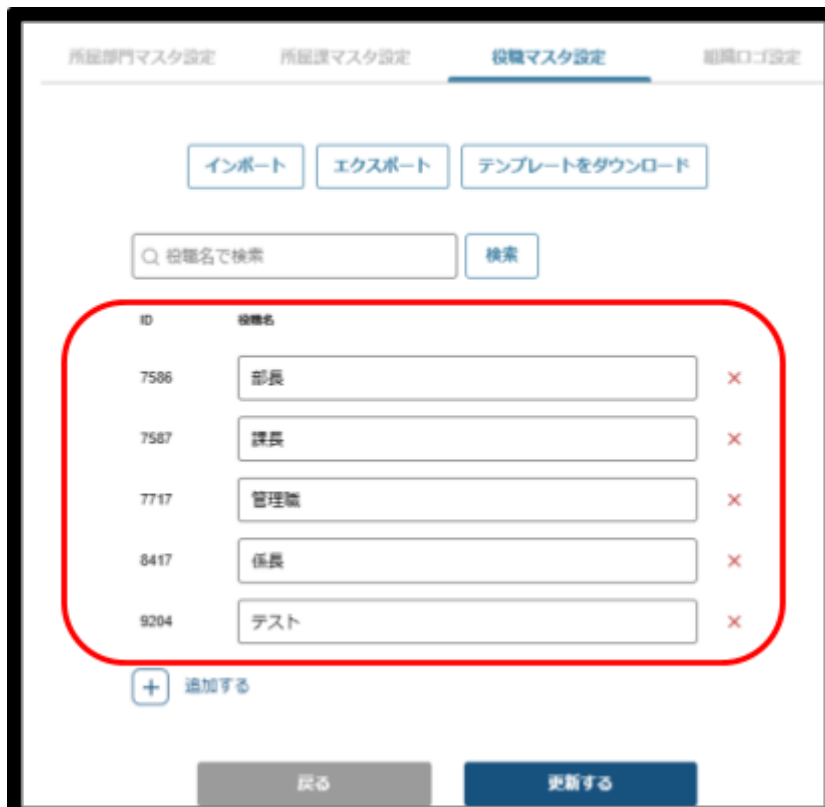 所属部門マスタ設定 所属課マスタ設定 役職マスタ設定 組織ロゴ設定
インポート エクスポート テンプレートをダウンロード
役職名で検索 検索
ID 役職名
7586 部長
7587 課長
7717 管理職
8417 係長
9204 テスト
追加する
戻る 更新する